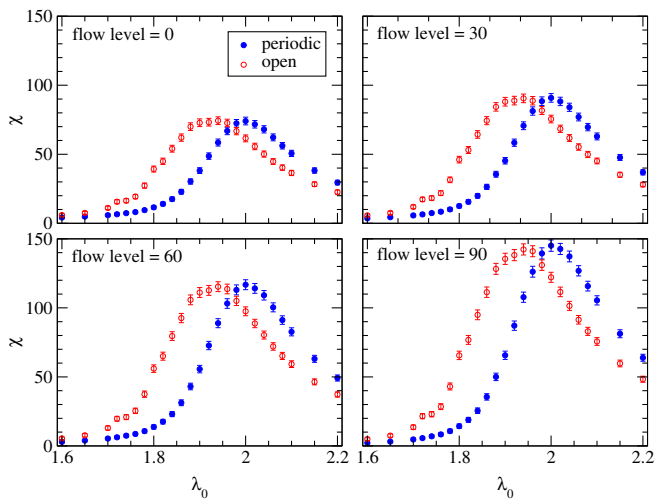 150
flow level = 0
periodic
open
flow level = 30
100
χ
50
0
150
flow level = 60
flow level = 90
100
χ
50
0
1.6 1.8 2 2.2 1.6 1.8 2 2.2
λ0 λ0